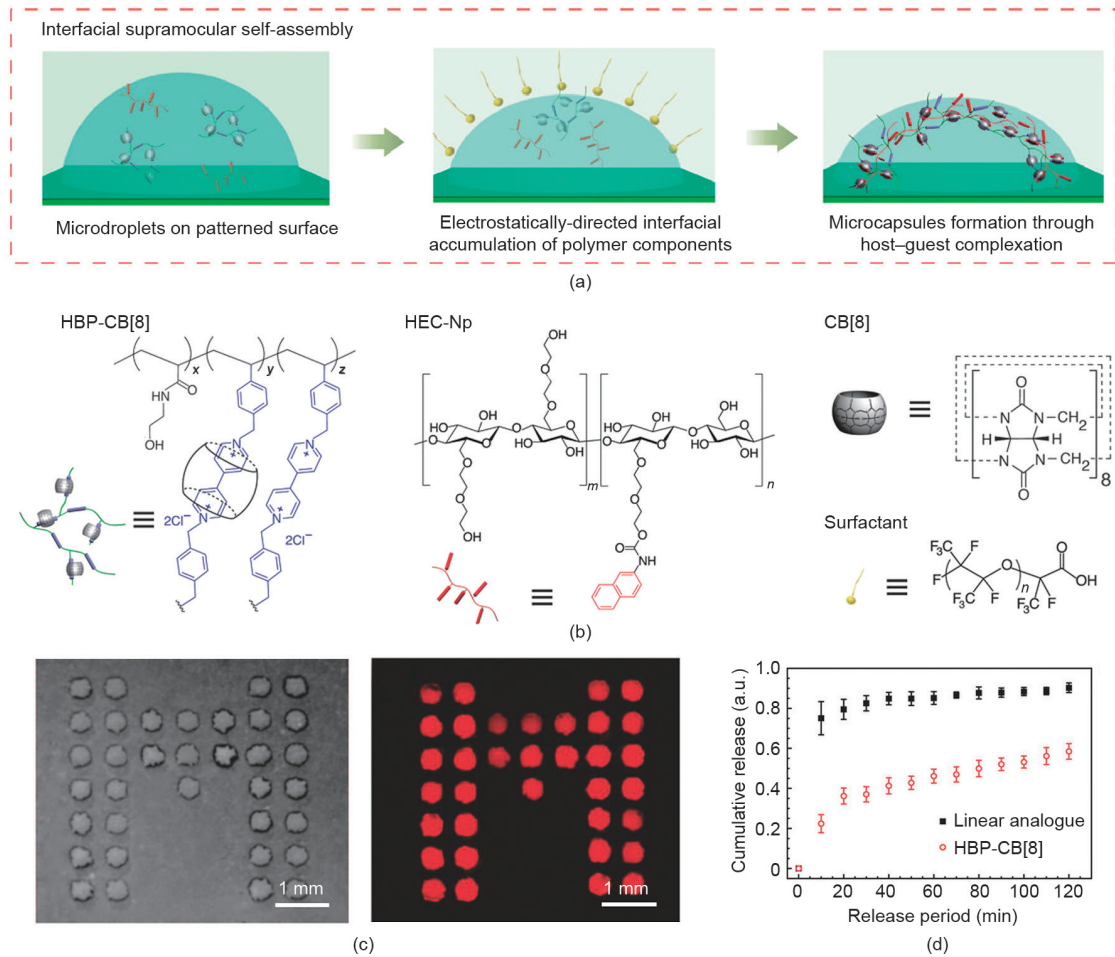 Interfacial supramocular self-assembly
Microdroplets on patterned surface
Electrostatically-directed interfacial
accumulation of polymer components
Microcapsules formation through
host–guest complexation
(a)
HBP-CB[8]
HEC-Np
CB[8]
x
y
z
HN
O
OH
N
+
N
+
2Cl⁻
N
+
N
+
2Cl⁻
≡
OH
O
O
O
HO
OH
O
O
HO
OH
O
O
O
OH
m
HO
OH
O
O
HO
OH
O
OH
n
O
O
O
O
NH
≡
(b)
≡
O
N
N
CH₂
H
H
N
N
CH₂
O
8
Surfactant
≡
F₃C
F
F
F₃C
F
O
n
F₃C
F
O
OH
1 mm
1 mm
(c)
Cumulative release (a.u.)
1.0
0.8
0.6
0.4
0.2
0
Linear analogue
HBP-CB[8]
0
20
40
60
80
100
120
Release period (min)
(d)